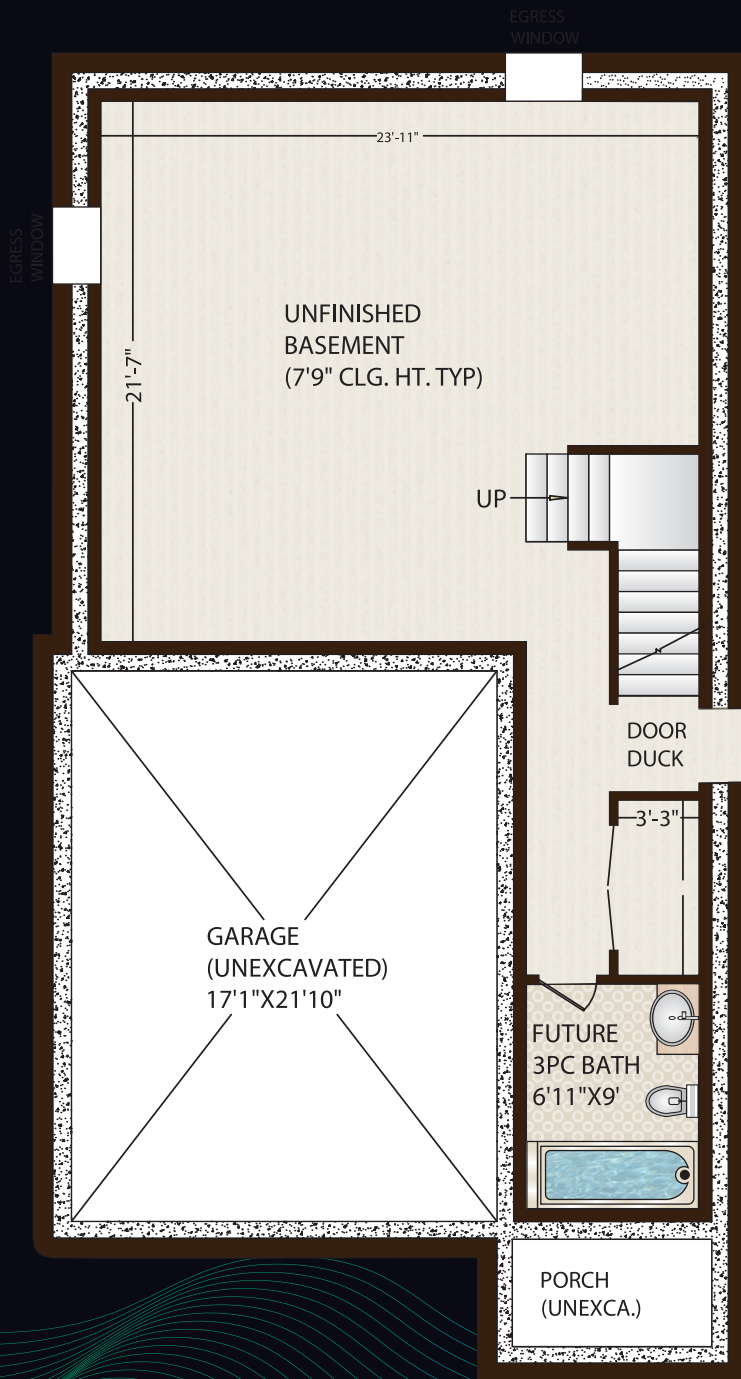 EGRESS
WINDOW
23'-11"
EGRESS
WINDOW
UNFINISHED
BASEMENT
(7'9" CLG. HT. TYP)
21'-7"
UP
DOOR
DUCK
3'-3"
GARAGE
(UNEXCAVATED)
17'1"X21'10"
FUTURE
3PC BATH
6'11"X9'
PORCH
(UNEXCA.)